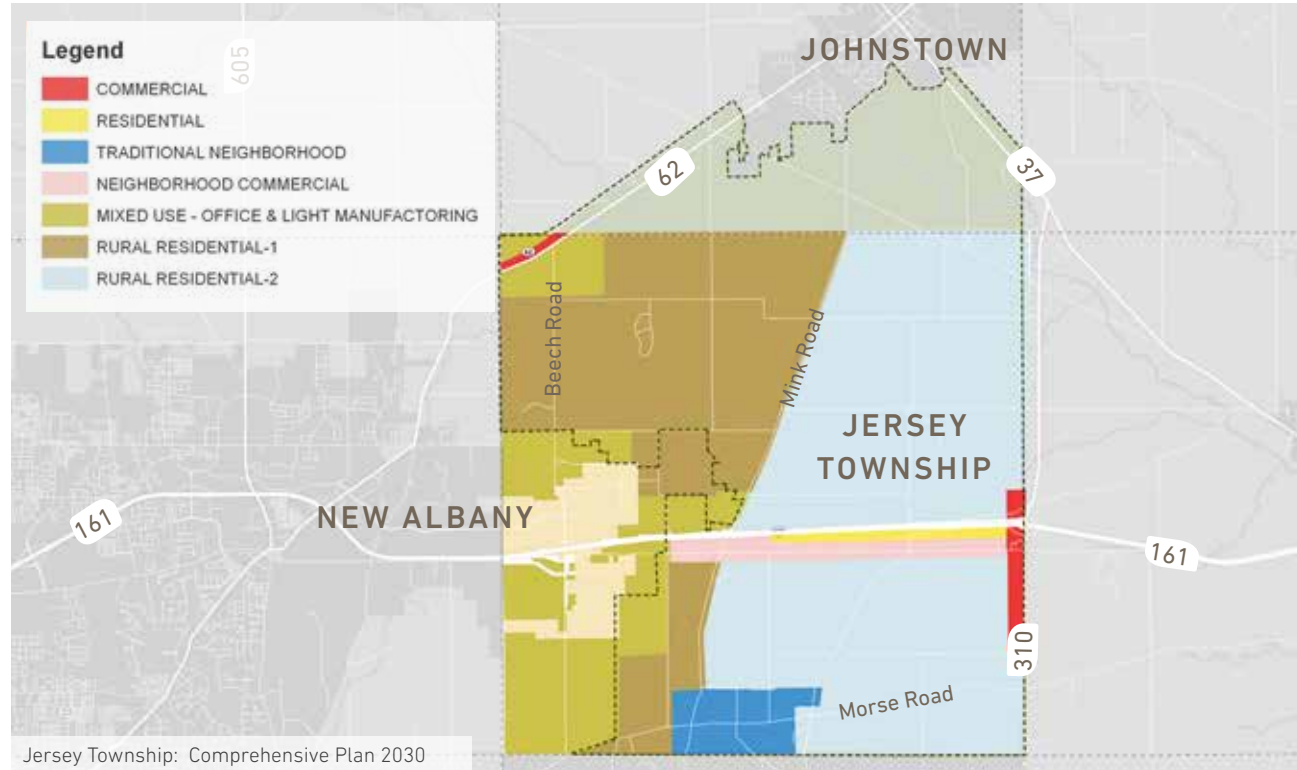 Legend
COMMERCIAL
RESIDENTIAL
TRADITIONAL NEIGHBORHOOD
NEIGHBORHOOD COMMERCIAL
MIXED USE - OFFICE & LIGHT MANUFACTORING
RURAL RESIDENTIAL-1
RURAL RESIDENTIAL-2
605
JOHNSTOWN
62
37
Beech Road
Mink Road
JERSEY
TOWNSHIP
NEW ALBANY
161
161
310
Morse Road
Jersey Township: Comprehensive Plan 2030